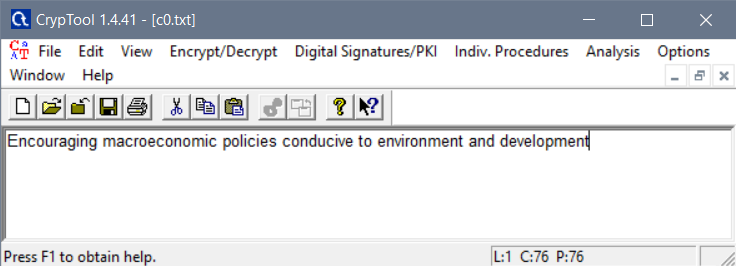 CrypTool 1.4.41 - [c0.txt]
File Edit View Encrypt/Decrypt Digital Signatures/PKI Indiv. Procedures Analysis Options
Window Help
Encouraging macroeconomic policies conducive to environment and development
Press F1 to obtain help. L:1 C:76 P:76